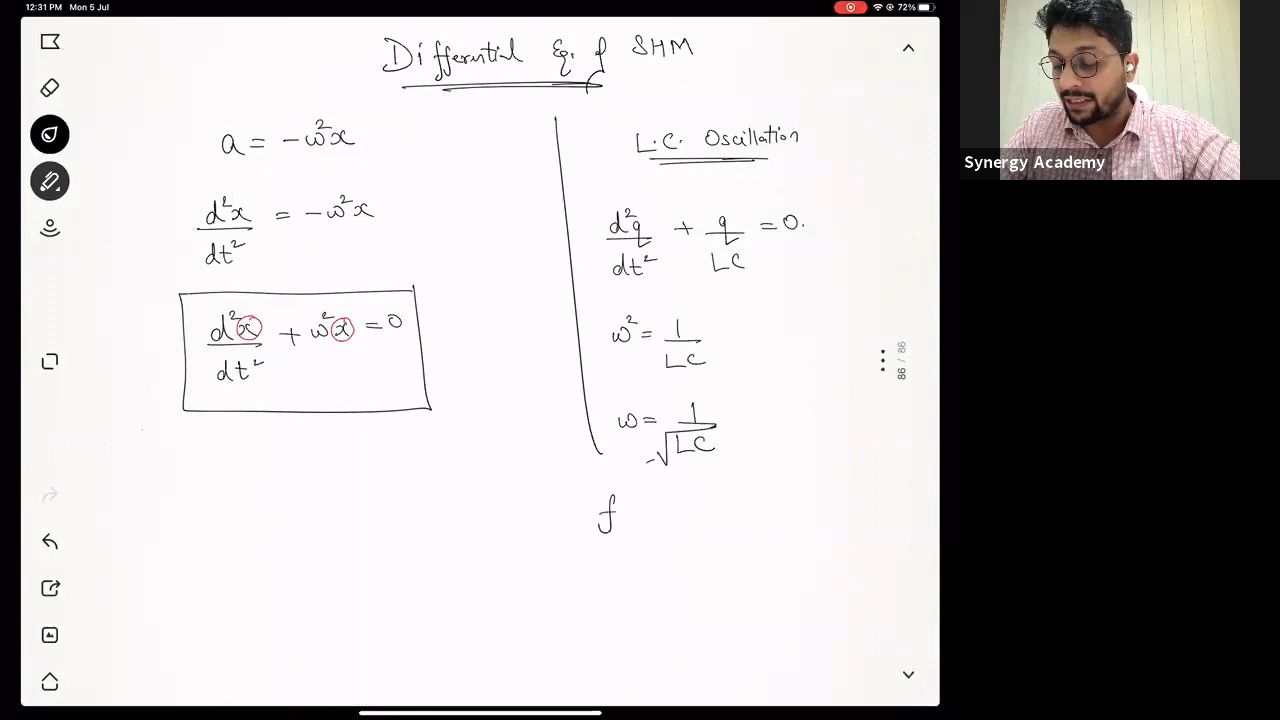 12:31 PM Mon 5 Jul
72%
Differential Eq. of SHM
a = -ω²x
d²x/dt² = -ω²x
d²x/dt² + ω²x = 0
L.C. Oscillation
d²q/dt² + q/LC = 0.
ω² = 1/LC
ω = 1/√LC
f
86 / 86
Synergy Academy